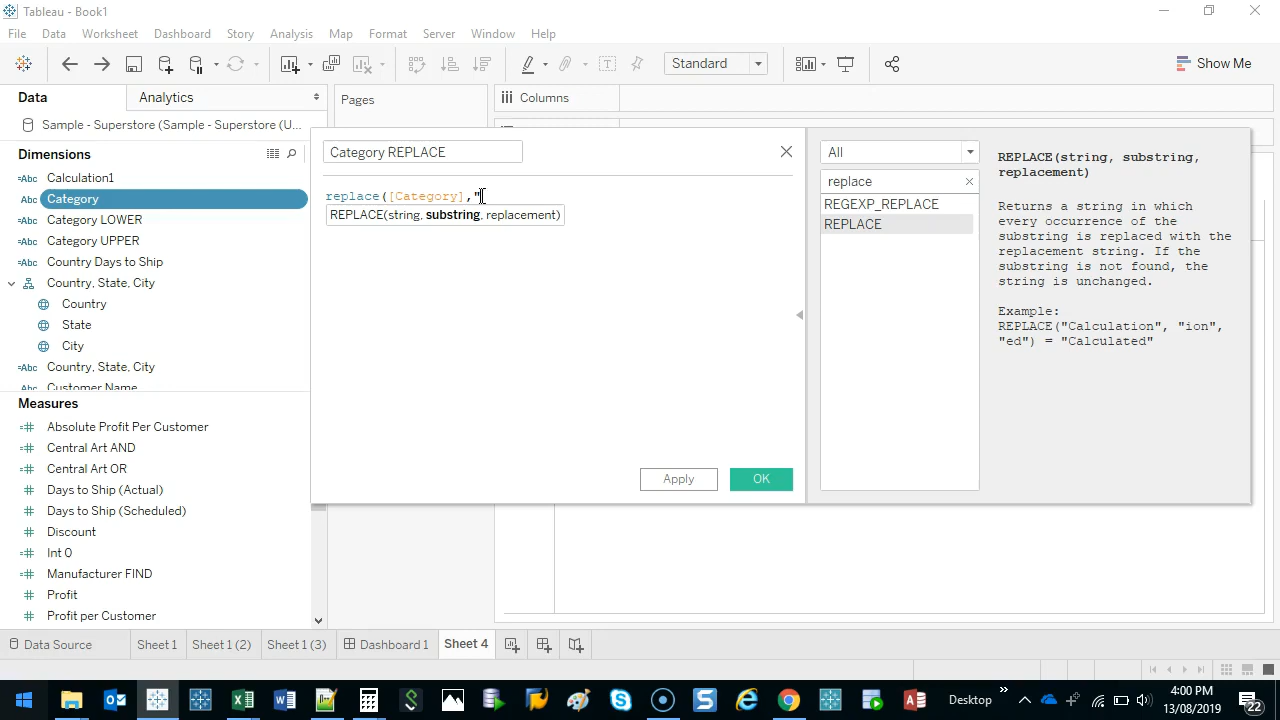 Tableau - Book1
File Data Worksheet Dashboard Story Analysis Map Format Server Window Help
Standard
Show Me
Data Analytics
Pages
Columns
Sample - Superstore (Sample - Superstore (U...
Dimensions
Abc Calculation1
Abc Category
Abc Category LOWER
Abc Category UPPER
Abc Country Days to Ship
Country, State, City
Country
State
City
Abc Country, State, City
Abc Customer Name
Measures
Absolute Profit Per Customer
Central Art AND
Central Art OR
Days to Ship (Actual)
Days to Ship (Scheduled)
Discount
Int 0
Manufacturer FIND
Profit
Profit per Customer
Category REPLACE
replace([Category],"
REPLACE(string, substring, replacement)
Apply OK
All
replace
REGEXP_REPLACE
REPLACE
REPLACE(string, substring,
replacement)
Returns a string in which
every occurrence of the
substring is replaced with the
replacement string. If the
substring is not found, the
string is unchanged.
Example:
REPLACE("Calculation", "ion",
"ed") = "Calculated"
Data Source Sheet 1 Sheet 1 (2) Sheet 1 (3) Dashboard 1 Sheet 4
Desktop
4:00 PM
13/08/2019
22